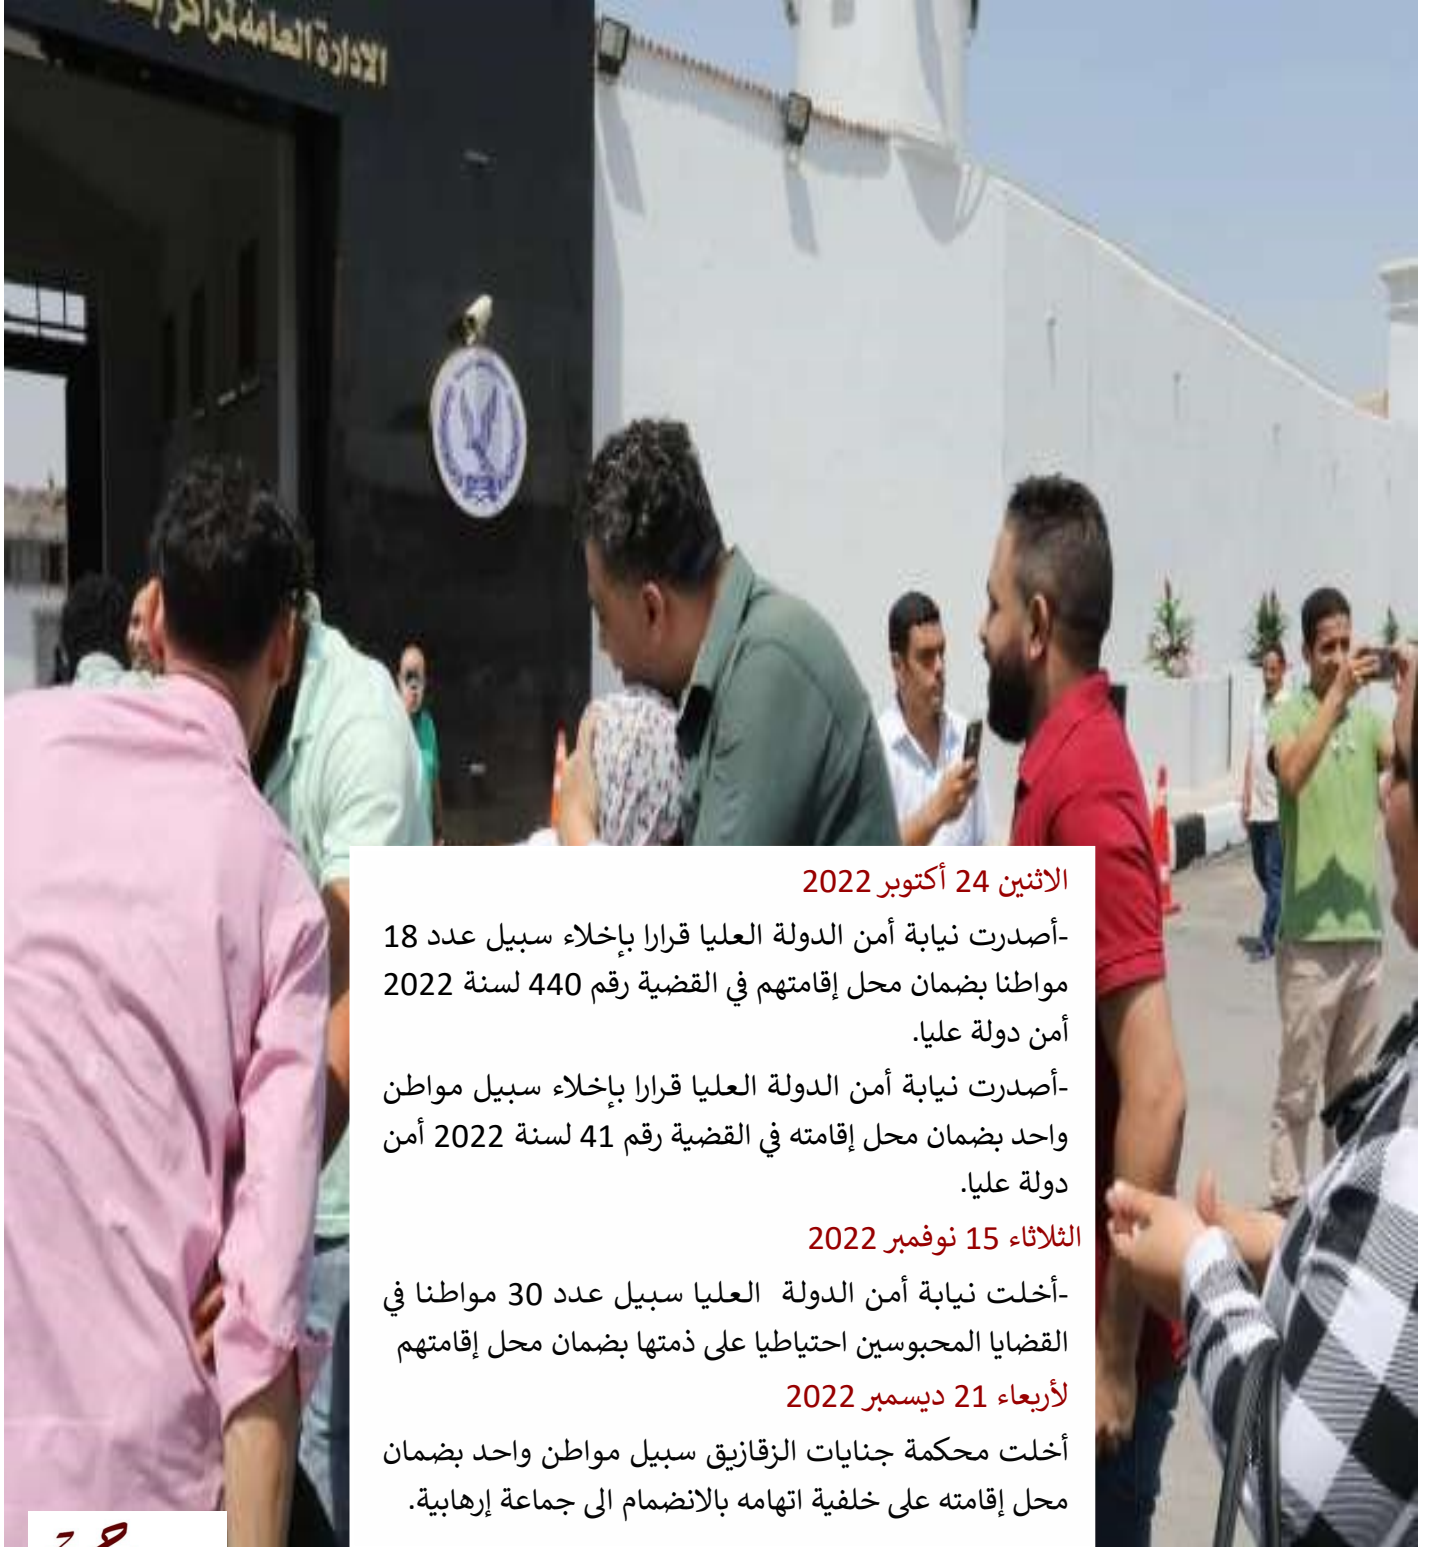 الادارة العامة لمراكز
الاثنين 24 أكتوبر 2022
-أصدرت نيابة أمن الدولة العليا قرارا بإخلاء سبيل عدد 18
مواطنا بضمان محل إقامتهم في القضية رقم 440 لسنة 2022
أمن دولة عليا.
-أصدرت نيابة أمن الدولة العليا قرارا بإخلاء سبيل مواطن
واحد بضمان محل إقامته في القضية رقم 41 لسنة 2022 أمن
دولة عليا.
الثلاثاء 15 نوفمبر 2022
-أخلت نيابة أمن الدولة العليا سبيل عدد 30 مواطنا في
القضايا المحبوسين احتياطيا على ذمتها بضمان محل إقامتهم
لأربعاء 21 ديسمبر 2022
أخلت محكمة جنايات الزقازيق سبيل مواطن واحد بضمان
محل إقامته على خلفية اتهامه بالانضمام الى جماعة إرهابية.